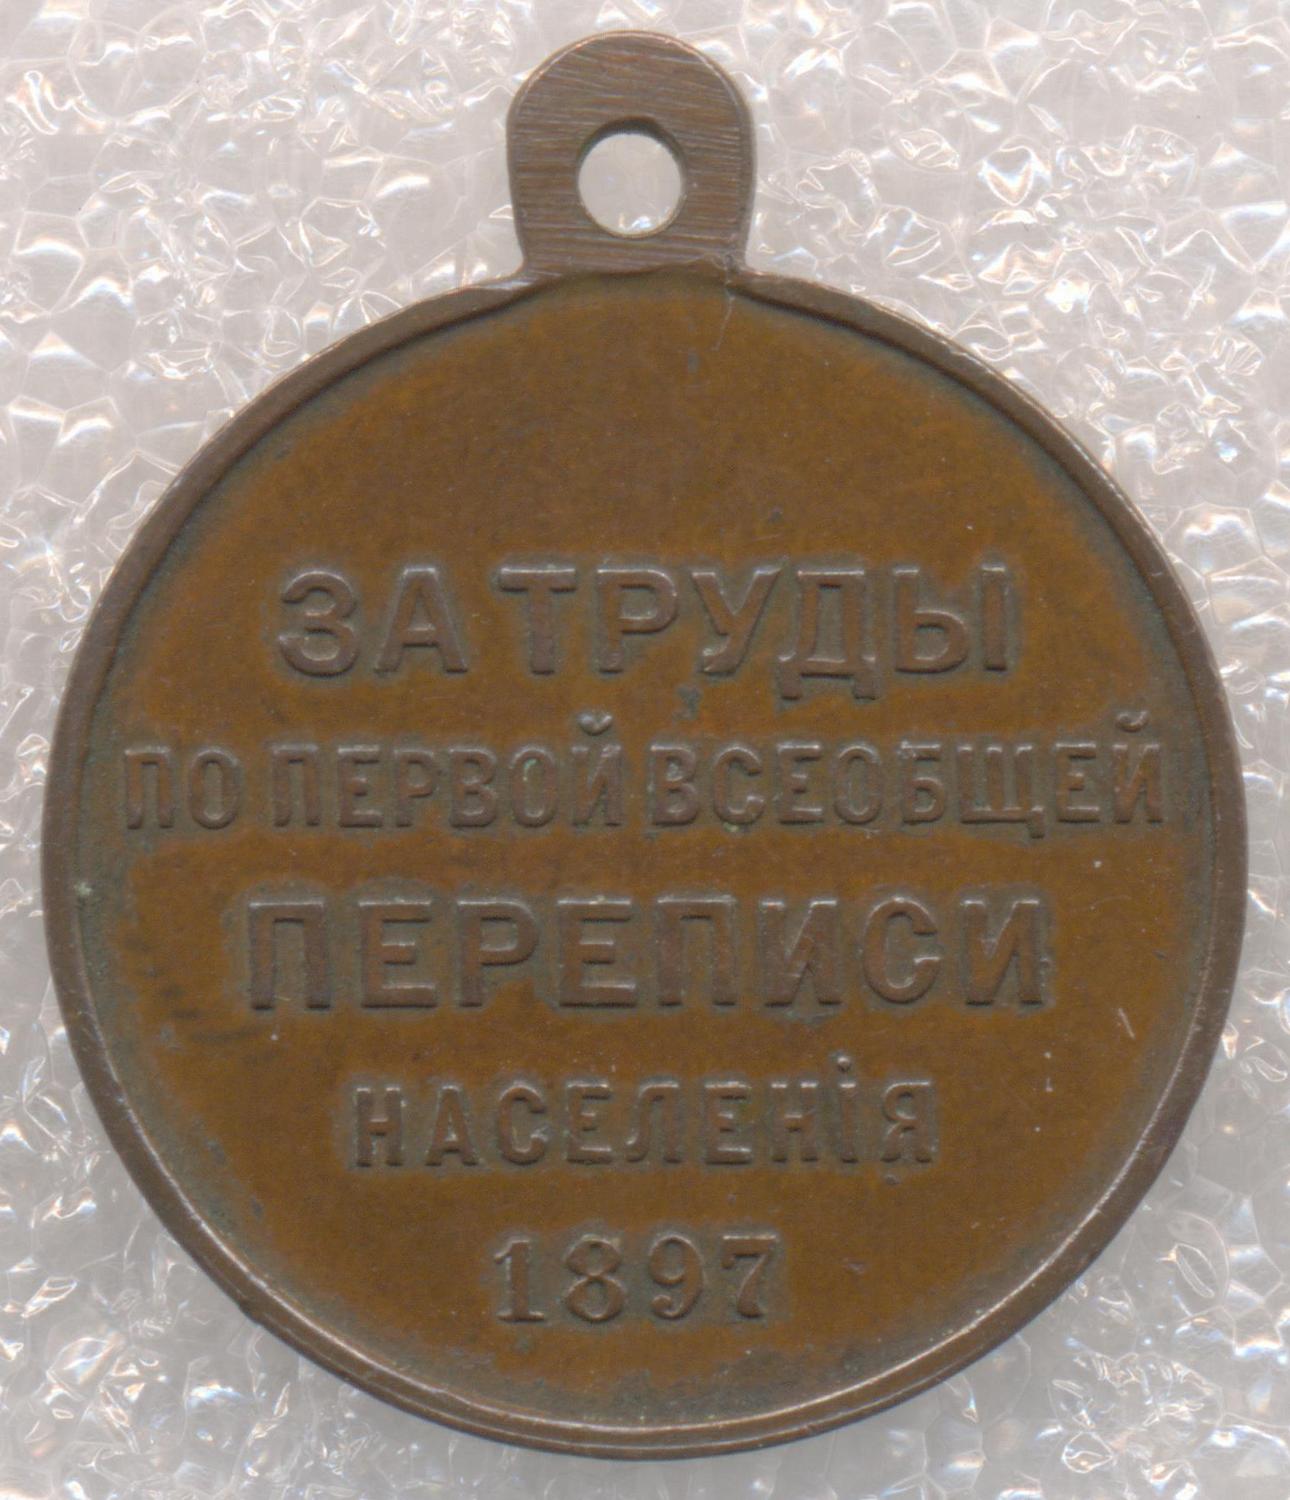 ЗА ТРУДЫ
ПО ПЕРВОЙ ВСЕОБЩЕЙ
ПЕРЕПИСИ
НАСЕЛЕНІЯ
1897